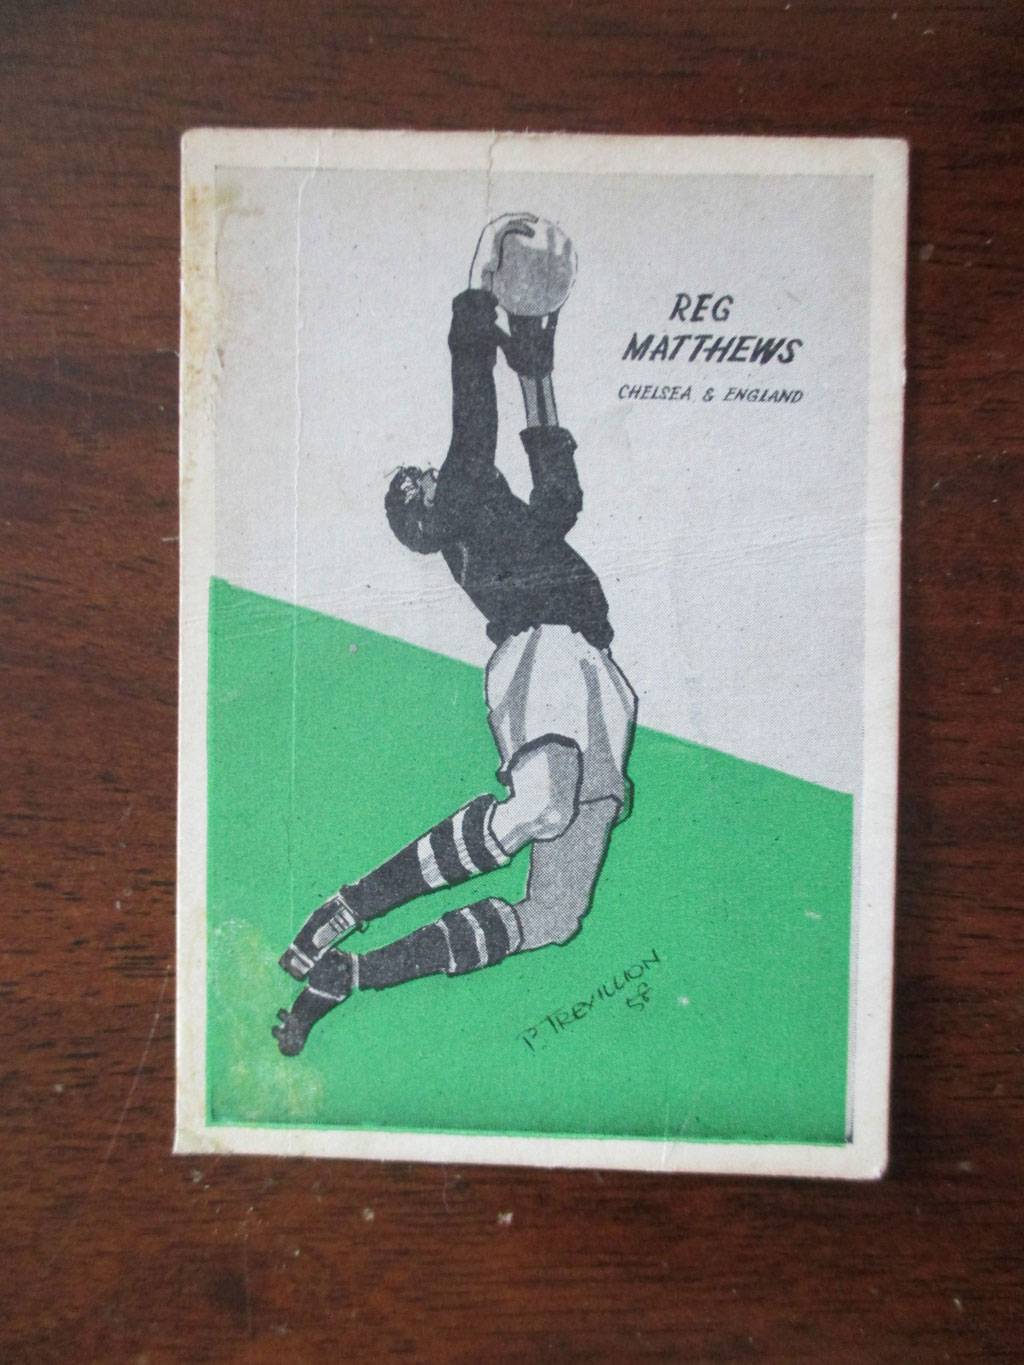 REG
MATTHEWS
CHELSEA & ENGLAND
P. TREVILLION
58